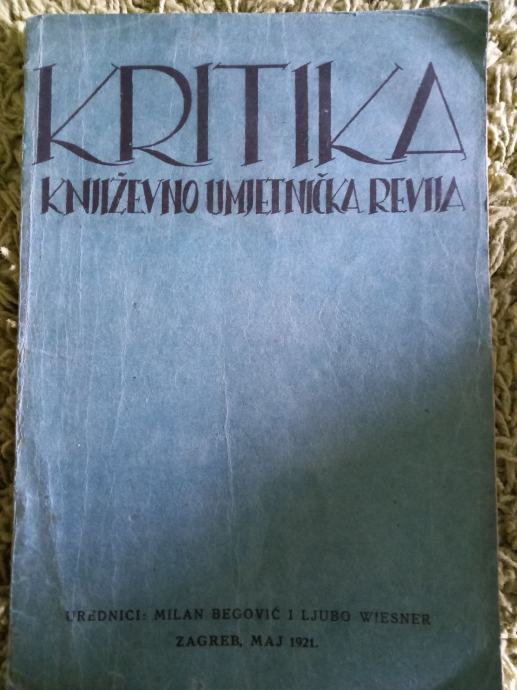 KRITIKA
KNJIŽEVNO UMJETNIČKA REVIJA
UREDNICI: MILAN BEGOVIĆ I LJUBO WIESNER
ZAGREB, MAJ 1921.